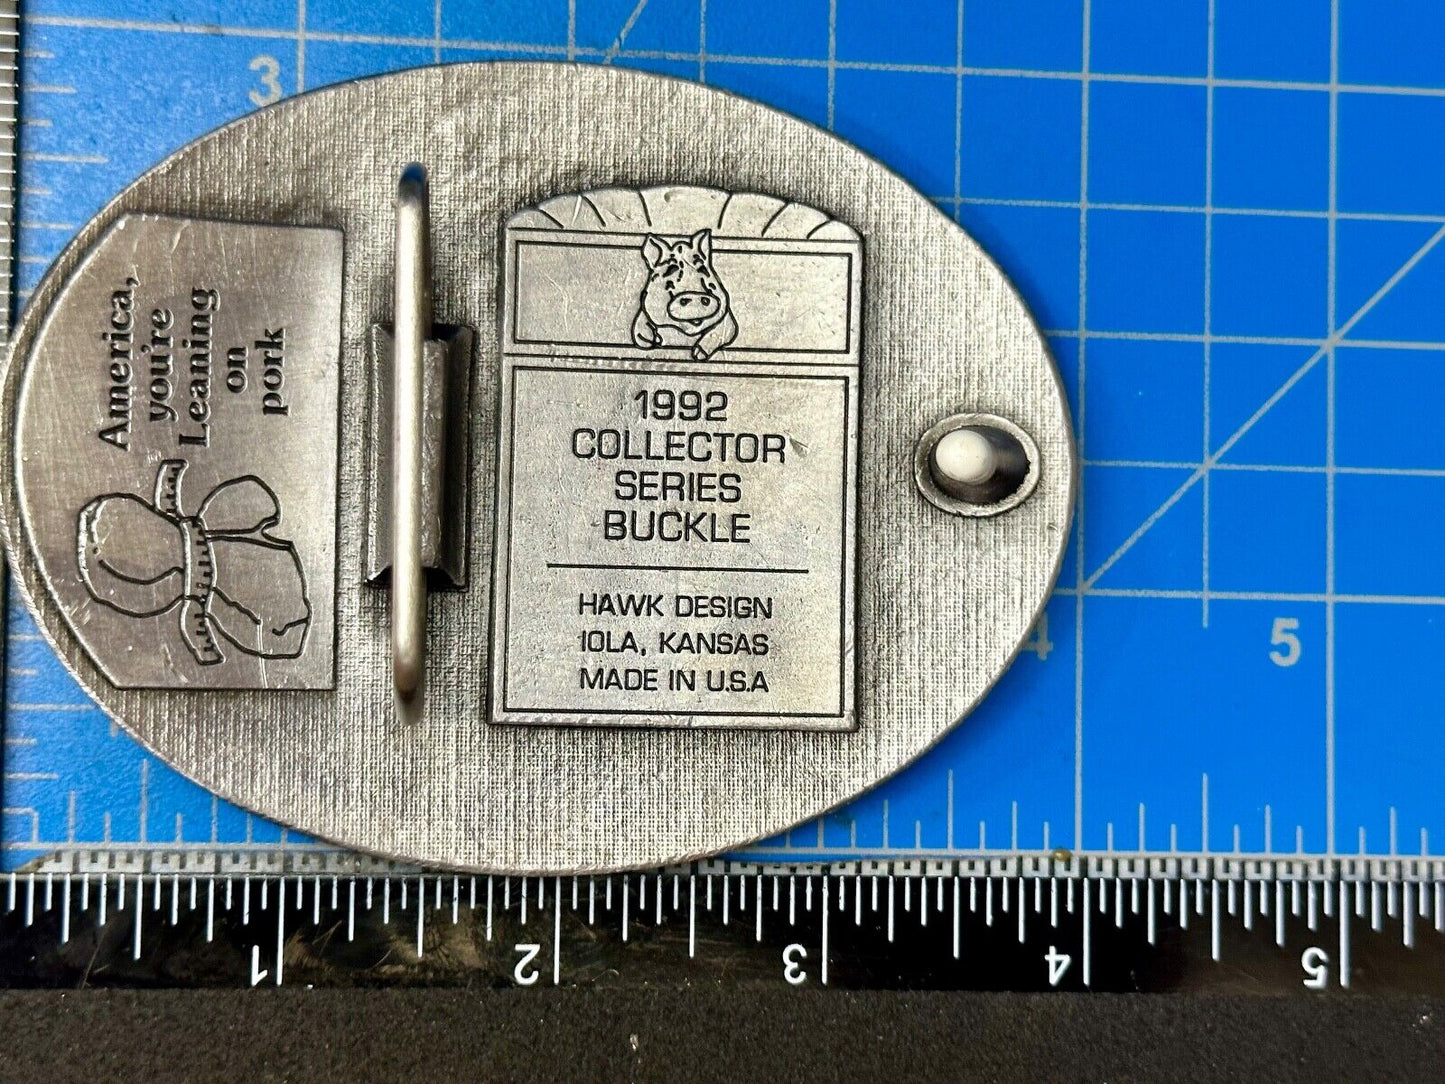 America,
you're
Leaning
on
pork
1992
COLLECTOR
SERIES
BUCKLE
HAWK DESIGN
IOLA, KANSAS
MADE IN U.S.A
3
4
5
1
2
3
4
5